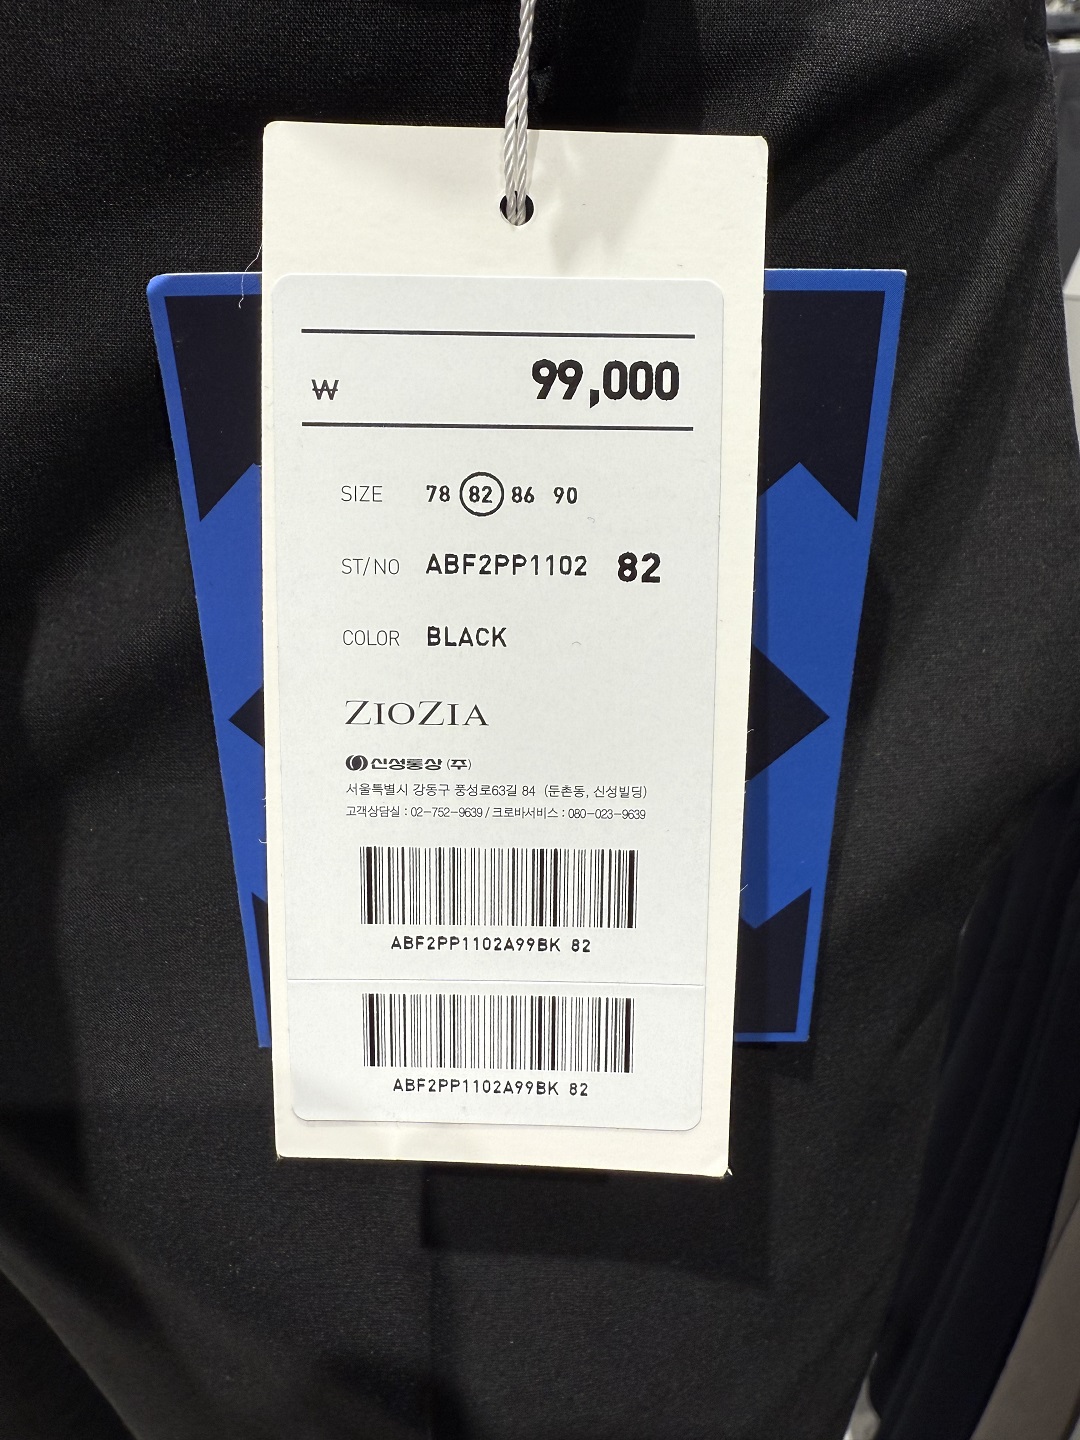 ₩ 99,000
SIZE 78 82 86 90
ST/NO ABF2PP1102 82
COLOR BLACK
ZIOZIA
신성통상 (주)
서울특별시 강동구 풍성로63길 84 (둔촌동, 신성빌딩)
고객상담실 : 02-752-9639 / 크로바서비스 : 080-023-9639
ABF2PP1102A99BK 82
ABF2PP1102A99BK 82